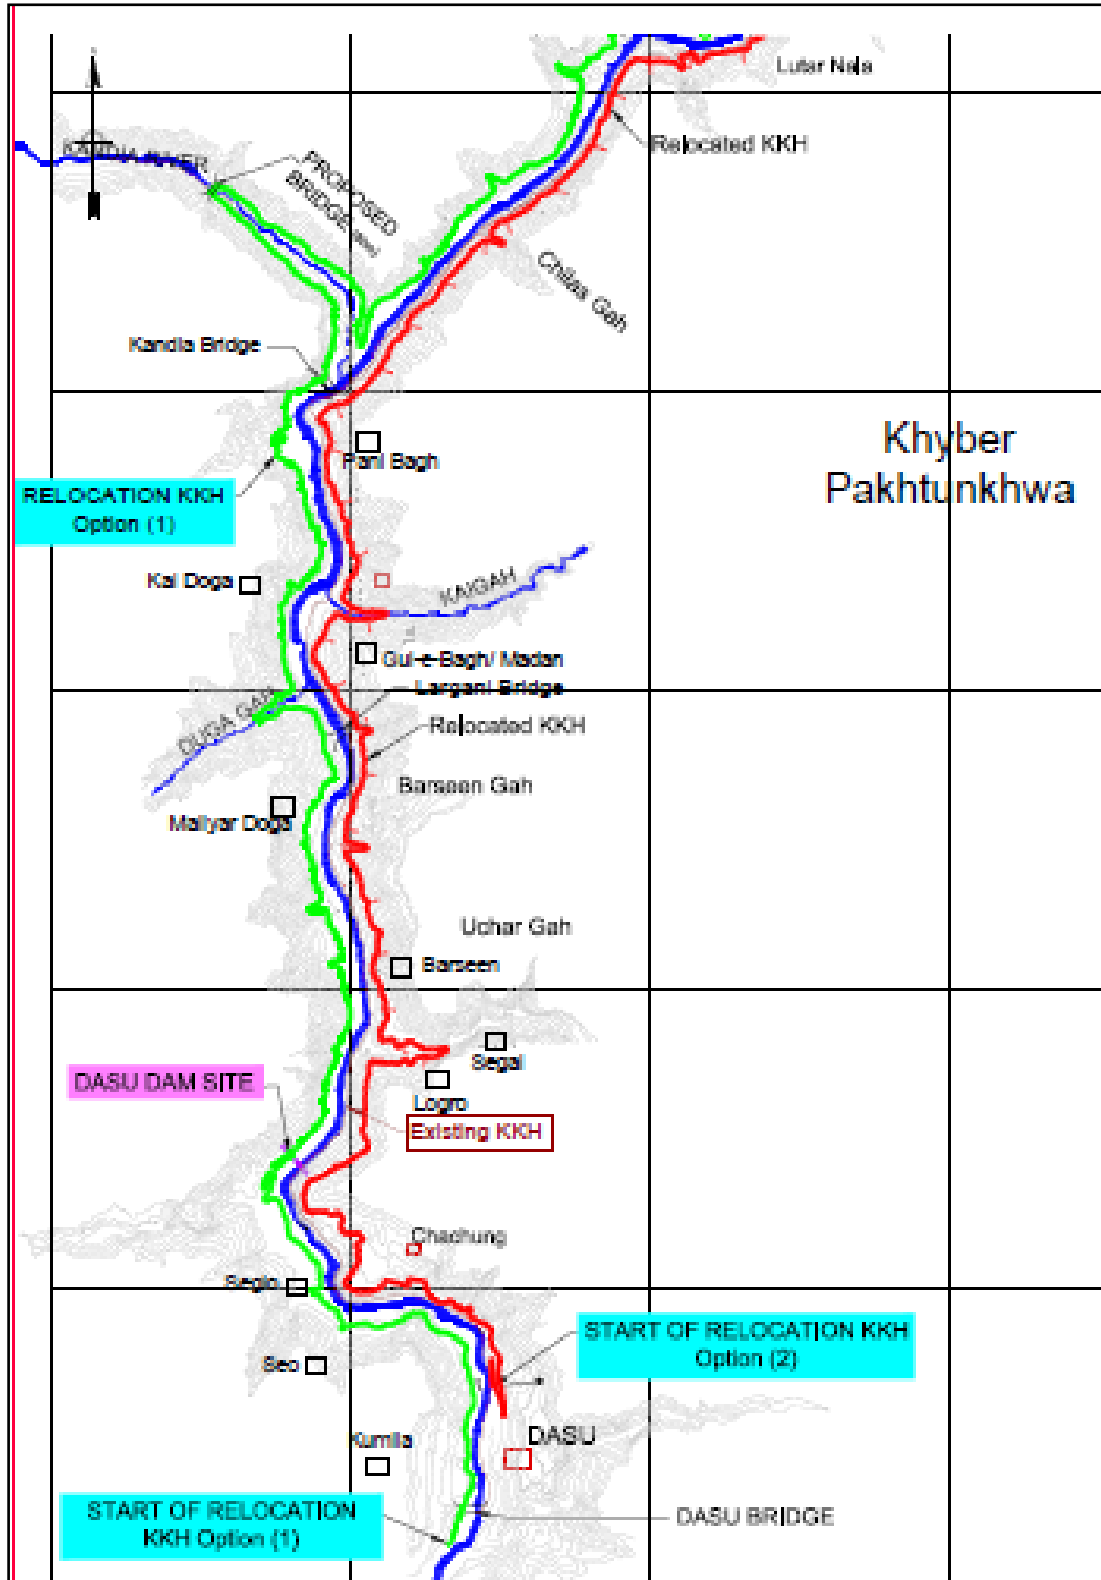 Lutar Nala
Relocated KKH
KANDIA RIVER
PROPOSED
BRIDGE
Chilas Gah
Kandia Bridge
Khyber
Pakhtunkhwa
Pani Bagh
RELOCATION KKH
Option (1)
Kai Doga
KAIGAH
Gul-e-Bagh/ Madan
Largani Bridge
DUGA GAH
Relocated KKH
Barseen Gah
Mallyar Doga
Uchar Gah
Barseen
Segal
DASU DAM SITE
Logro
Existing KKH
Chachung
Seglo
START OF RELOCATION KKH
Option (2)
Seo
DASU
Kumila
START OF RELOCATION
KKH Option (1)
DASU BRIDGE